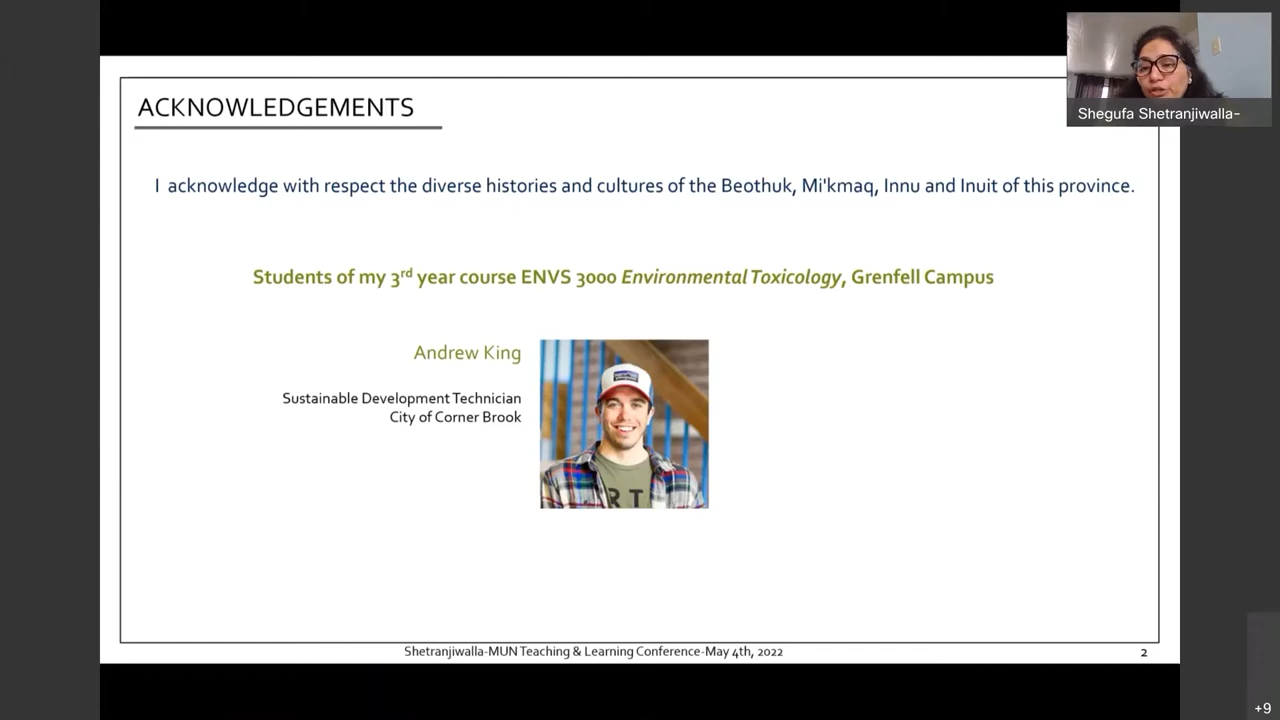 ACKNOWLEDGEMENTS
Shegufa Shetranjiwalla-
I acknowledge with respect the diverse histories and cultures of the Beothuk, Mi'kmaq, Innu and Inuit of this province.
Students of my 3rd year course ENVS 3000 Environmental Toxicology, Grenfell Campus
Andrew King
Sustainable Development Technician
City of Corner Brook
R T
Shetranjiwalla-MUN Teaching & Learning Conference-May 4th, 2022
2
+9